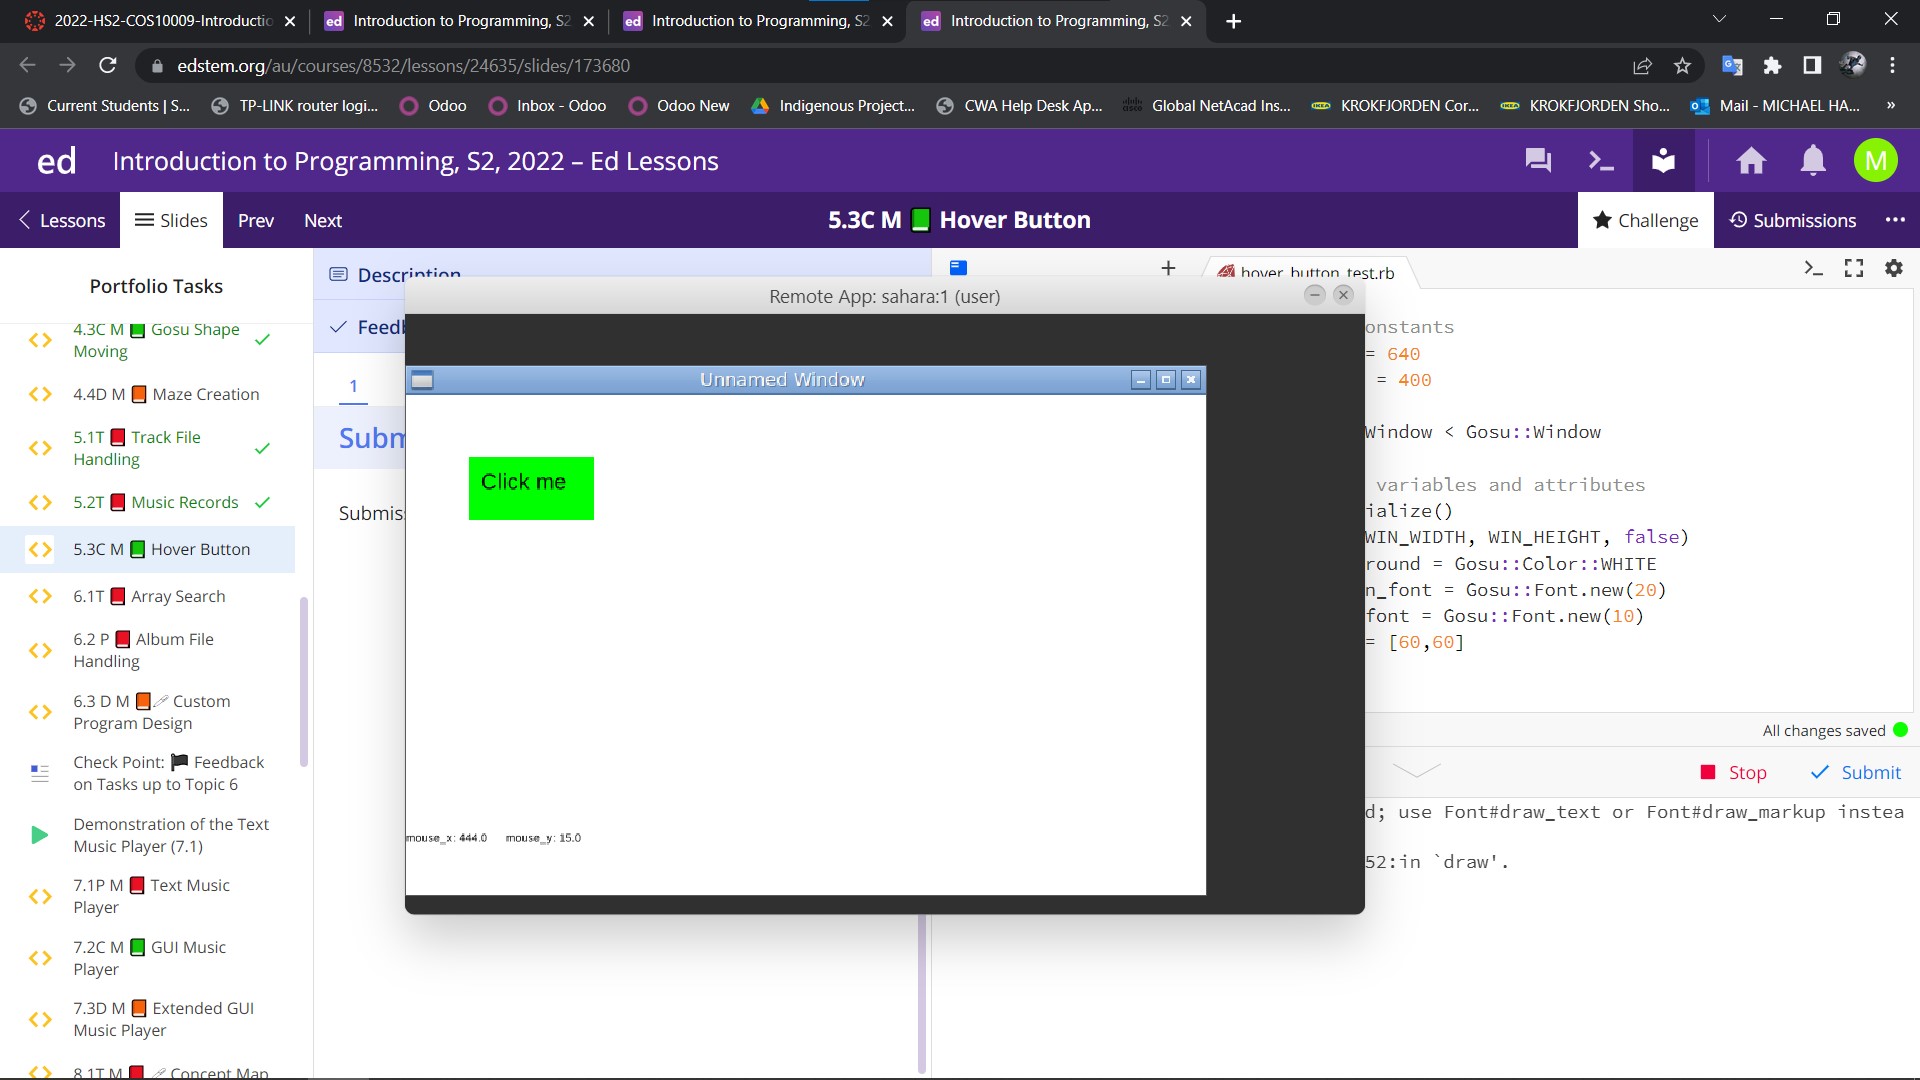 2022-HS2-COS10009-Introductic
Introduction to Programming, S2
Introduction to Programming, S2
Introduction to Programming, S2
edstem.org/au/courses/8532/lessons/24635/slides/173680
Current Students | S...
TP-LINK router logi...
Odoo
Inbox - Odoo
Odoo New
Indigenous Project...
CWA Help Desk Ap...
Global NetAcad Ins...
KROKFJORDEN Cor...
KROKFJORDEN Sho...
Mail - MICHAEL HA...
»
ed
Introduction to Programming, S2, 2022 – Ed Lessons
M
Lessons
Slides
Prev
Next
5.3C M Hover Button
Challenge
Submissions
Portfolio Tasks
4.3C M Gosu Shape
Moving
4.4D M Maze Creation
5.1T Track File
Handling
5.2T Music Records
5.3C M Hover Button
6.1T Array Search
6.2 P Album File
Handling
6.3 D M Custom
Program Design
Check Point: Feedback
on Tasks up to Topic 6
Demonstration of the Text
Music Player (7.1)
7.1P M Text Music
Player
7.2C M GUI Music
Player
7.3D M Extended GUI
Music Player
8.1T M Concept Map
Description
Feedb
1
Subm
Submis
hover_button_test.rb
Remote App: sahara:1 (user)
Unnamed Window
Click me
mouse_x: 444.0 mouse_y: 15.0
onstants
= 640
= 400
Window < Gosu::Window
variables and attributes
ialize()
WIN_WIDTH, WIN_HEIGHT, false)
round = Gosu::Color::WHITE
n_font = Gosu::Font.new(20)
font = Gosu::Font.new(10)
= [60,60]
All changes saved
Stop
Submit
d; use Font#draw_text or Font#draw_markup instea
52:in `draw'.